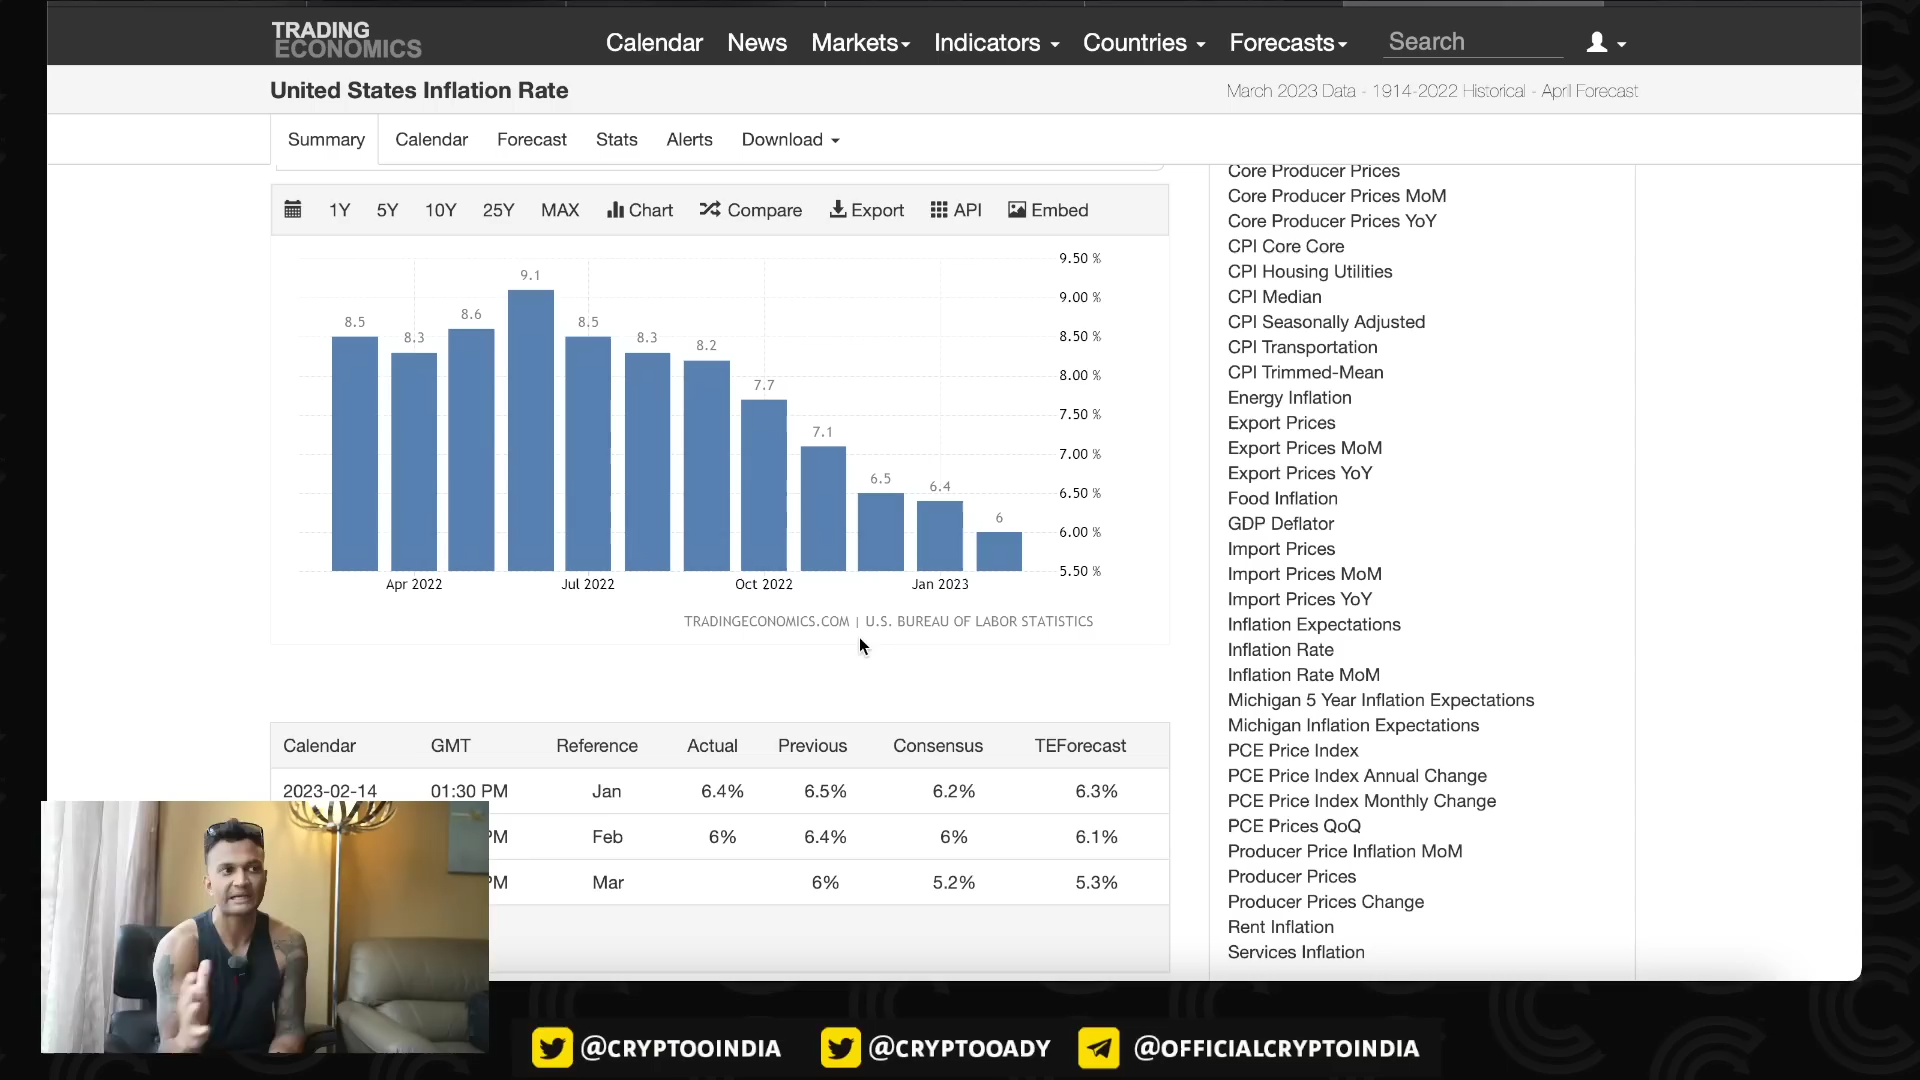 TRADING
ECONOMICS
Calendar News Markets Indicators Countries Forecasts Search
United States Inflation Rate
March 2023 Data - 1914-2022 Historical - April Forecast
Summary Calendar Forecast Stats Alerts Download
1Y 5Y 10Y 25Y MAX Chart Compare Export API Embed
9.50 %
9.00 %
8.50 %
8.00 %
7.50 %
7.00 %
6.50 %
6.00 %
5.50 %
8.5
8.3
8.6
9.1
8.5
8.3
8.2
7.7
7.1
6.5
6.4
6
Apr 2022 Jul 2022 Oct 2022 Jan 2023
TRADINGECONOMICS.COM | U.S. BUREAU OF LABOR STATISTICS
Calendar GMT Reference Actual Previous Consensus TEForecast
2023-02-14 01:30 PM Jan 6.4% 6.5% 6.2% 6.3%
PM Feb 6% 6.4% 6% 6.1%
PM Mar 6% 5.2% 5.3%
Core Producer Prices
Core Producer Prices MoM
Core Producer Prices YoY
CPI Core Core
CPI Housing Utilities
CPI Median
CPI Seasonally Adjusted
CPI Transportation
CPI Trimmed-Mean
Energy Inflation
Export Prices
Export Prices MoM
Export Prices YoY
Food Inflation
GDP Deflator
Import Prices
Import Prices MoM
Import Prices YoY
Inflation Expectations
Inflation Rate
Inflation Rate MoM
Michigan 5 Year Inflation Expectations
Michigan Inflation Expectations
PCE Price Index
PCE Price Index Annual Change
PCE Price Index Monthly Change
PCE Prices QoQ
Producer Price Inflation MoM
Producer Prices
Producer Prices Change
Rent Inflation
Services Inflation
@CRYPTOOINDIA @CRYPTOOADY @OFFICIALCRYPTOINDIA